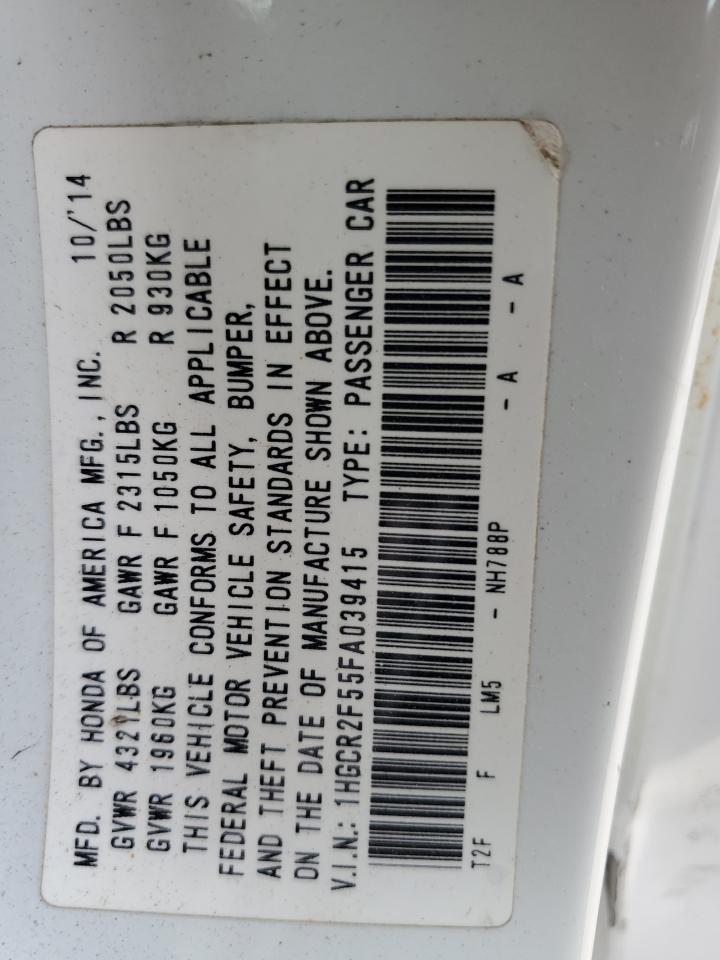 MFD. BY HONDA OF AMERICA MFG., INC. 10/'14
GVWR 4321LBS GAWR F 2315LBS R 2050LBS
GVWR 1960KG GAWR F 1050KG R 930KG
THIS VEHICLE CONFORMS TO ALL APPLICABLE
FEDERAL MOTOR VEHICLE SAFETY, BUMPER,
AND THEFT PREVENTION STANDARDS IN EFFECT
ON THE DATE OF MANUFACTURE SHOWN ABOVE.
V.I.N.: 1HGCR2F55FA039415 TYPE: PASSENGER CAR
T2F F LM5 - NH788P - A - A